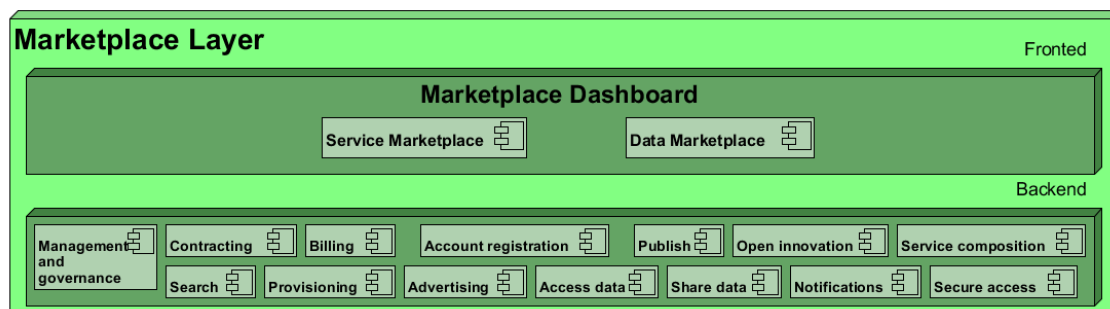 Marketplace Layer
Fronted
Marketplace Dashboard
Service Marketplace
Data Marketplace
Backend
Management
and
governance
Contracting
Billing
Account registration
Publish
Open innovation
Service composition
Search
Provisioning
Advertising
Access data
Share data
Notifications
Secure access